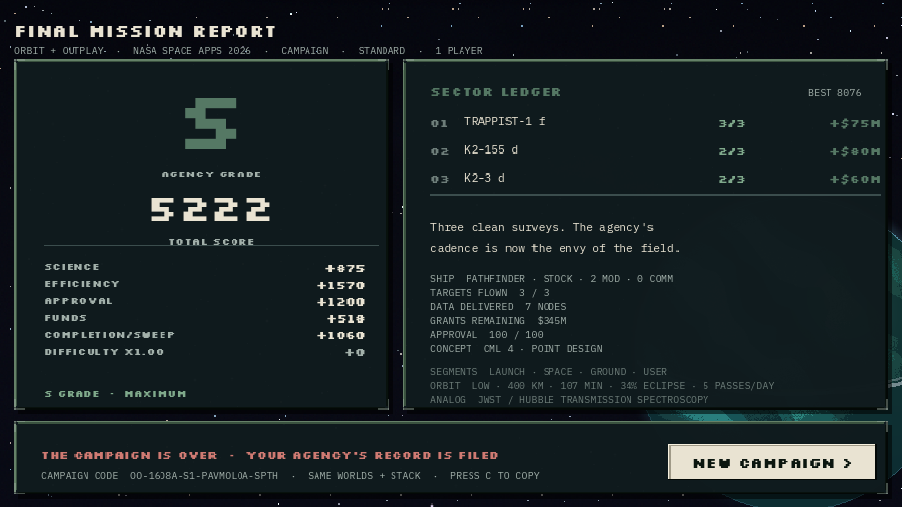 FINAL MISSION REPORT
ORBIT + OUTPLAY · NASA SPACE APPS 2026 · CAMPAIGN · STANDARD · 1 PLAYER
S
AGENCY GRADE
5222
TOTAL SCORE
SCIENCE +875
EFFICIENCY +1570
APPROVAL +1200
FUNDS +518
COMPLETION/SWEEP +1060
DIFFICULTY X1.00 +0
S GRADE · MAXIMUM
SECTOR LEDGER BEST 8076
01 TRAPPIST-1 f 3/3 +$75M
02 K2-155 d 2/3 +$80M
03 K2-3 d 2/3 +$60M
Three clean surveys. The agency's
cadence is now the envy of the field.
SHIP PATHFINDER · STOCK · 2 MOD · 0 COMM
TARGETS FLOWN 3 / 3
DATA DELIVERED 7 NODES
GRANTS REMAINING $345M
APPROVAL 100 / 100
CONCEPT CML 4 · POINT DESIGN
SEGMENTS LAUNCH · SPACE · GROUND · USER
ORBIT LOW · 400 KM · 107 MIN · 34% ECLIPSE · 5 PASSES/DAY
ANALOG JWST / HUBBLE TRANSMISSION SPECTROSCOPY
THE CAMPAIGN IS OVER · YOUR AGENCY'S RECORD IS FILED
CAMPAIGN CODE OO-16J8A-S1-PAVMOLOA-SPTH · SAME WORLDS + STACK · PRESS C TO COPY
NEW CAMPAIGN >